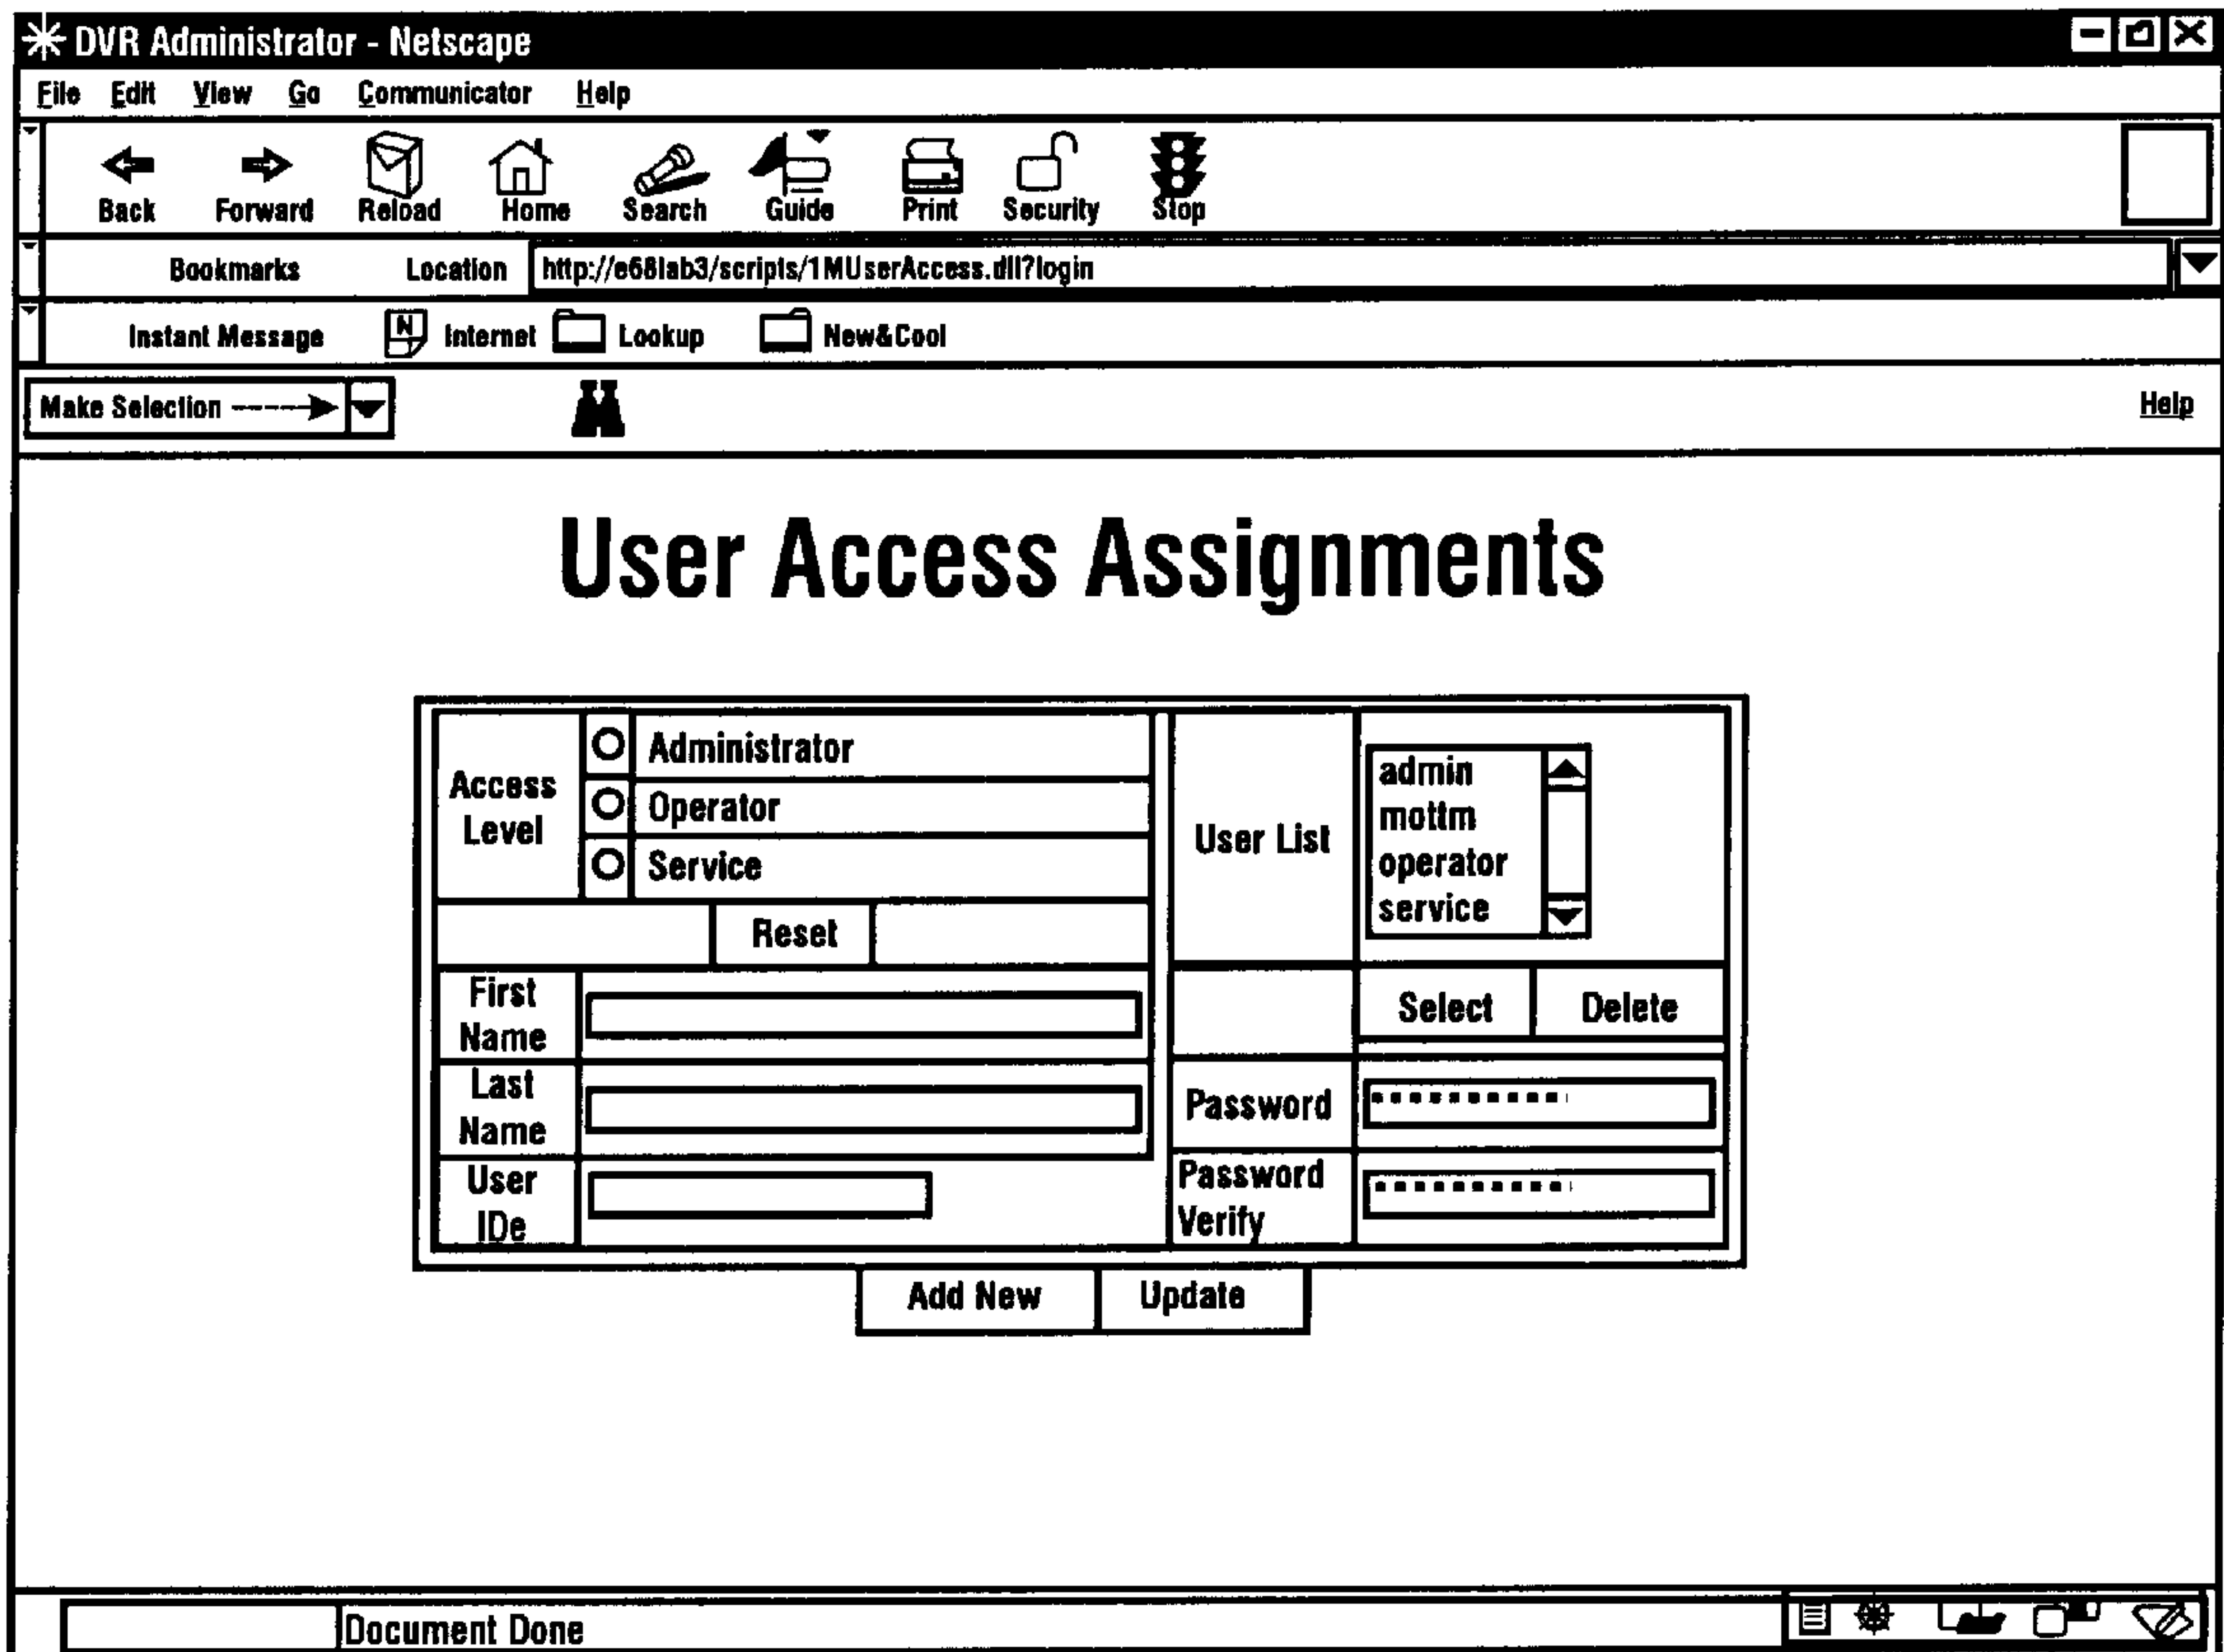 DVR Administrator - Netscape
File Edit View Go Communicator Help
Back Forward Reload Home Search Guide Print Security Stop
Bookmarks Location http://e68lab3/scripts/1MUserAccess.dll?login
Instant Message N Internet Lookup New&Cool
Make Selection ----> Help
User Access Assignments
Access Level
Administrator
Operator
Service
Reset
First Name
Last Name
User IDe
User List
admin
mottm
operator
service
Select Delete
Password
Password Verify
Add New Update
Document Done